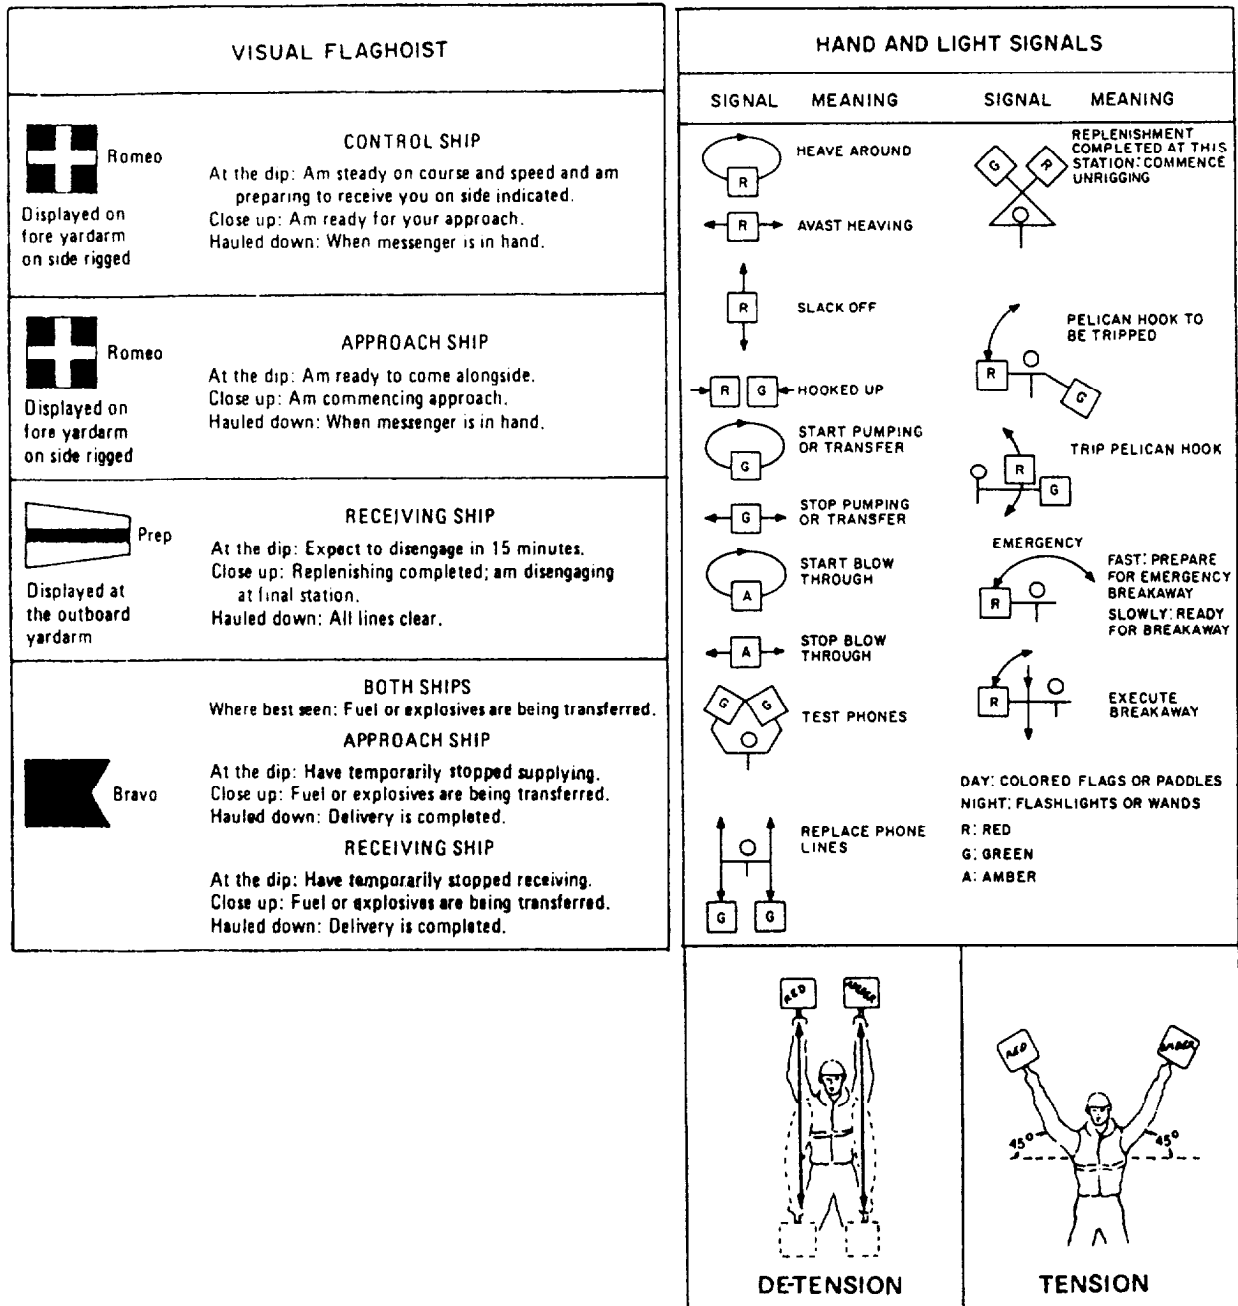 VISUAL FLAGHOIST
Romeo
Displayed on
fore yardarm
on side rigged
CONTROL SHIP
At the dip: Am steady on course and speed and am
preparing to receive you on side indicated.
Close up: Am ready for your approach.
Hauled down: When messenger is in hand.
Romeo
Displayed on
fore yardarm
on side rigged
APPROACH SHIP
At the dip: Am ready to come alongside.
Close up: Am commencing approach.
Hauled down: When messenger is in hand.
Prep
Displayed at
the outboard
yardarm
RECEIVING SHIP
At the dip: Expect to disengage in 15 minutes.
Close up: Replenishing completed; am disengaging
at final station.
Hauled down: All lines clear.
Bravo
BOTH SHIPS
Where best seen: Fuel or explosives are being transferred.
APPROACH SHIP
At the dip: Have temporarily stopped supplying.
Close up: Fuel or explosives are being transferred.
Hauled down: Delivery is completed.
RECEIVING SHIP
At the dip: Have temporarily stopped receiving.
Close up: Fuel or explosives are being transferred.
Hauled down: Delivery is completed.
HAND AND LIGHT SIGNALS
SIGNAL MEANING
R HEAVE AROUND
R AVAST HEAVING
R SLACK OFF
R G HOOKED UP
START PUMPING
OR TRANSFER
G
STOP PUMPING
G OR TRANSFER
START BLOW
THROUGH
A
STOP BLOW
A THROUGH
G G
TEST PHONES
REPLACE PHONE
LINES
G G
SIGNAL MEANING
REPLENISHMENT
COMPLETED AT THIS
STATION: COMMENCE
UNRIGGING
G R
PELICAN HOOK TO
BE TRIPPED
R
G
TRIP PELICAN HOOK
R
G
EMERGENCY
FAST: PREPARE
FOR EMERGENCY
BREAKAWAY
R
SLOWLY: READY
FOR BREAKAWAY
R EXECUTE
BREAKAWAY
DAY: COLORED FLAGS OR PADDLES
NIGHT: FLASHLIGHTS OR WANDS
R: RED
G: GREEN
A: AMBER
RED AMBER
DE-TENSION
RED AMBER
45° 45°
TENSION